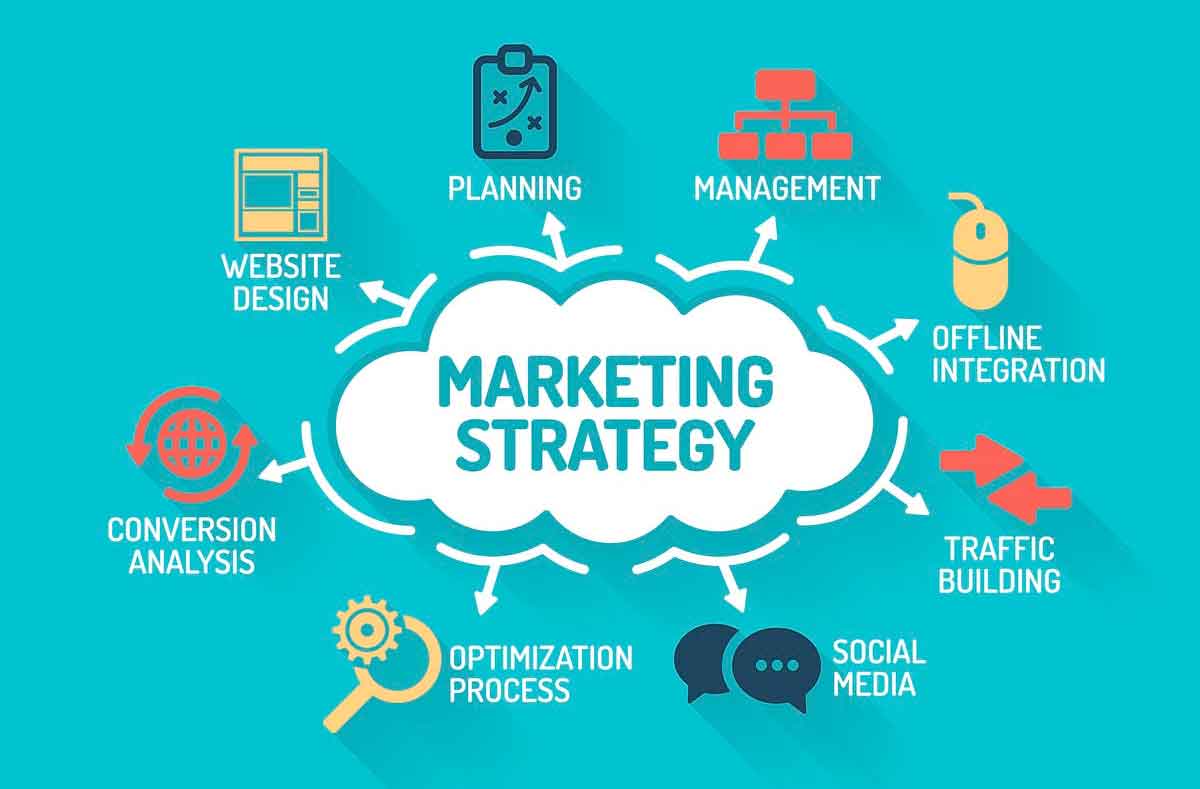 PLANNING
MANAGEMENT
WEBSITE
DESIGN
OFFLINE
INTEGRATION
MARKETING
STRATEGY
CONVERSION
ANALYSIS
TRAFFIC
BUILDING
OPTIMIZATION
PROCESS
SOCIAL
MEDIA